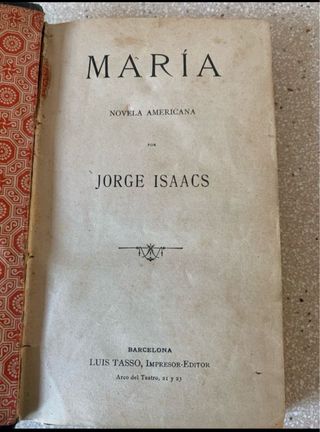 MARÍA
NOVELA AMERICANA
POR
JORGE ISAACS
BARCELONA
LUIS TASSO, IMPRESOR-EDITOR
Arco del Teatro, 21 y 23